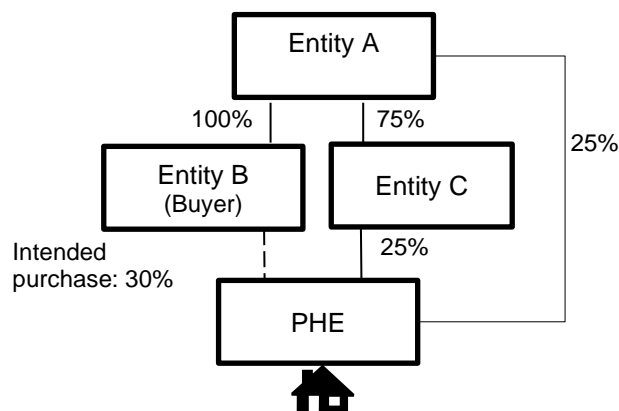 Entity A
100%
75%
25%
Entity B
(Buyer)
Entity C
Intended
purchase: 30%
25%
PHE